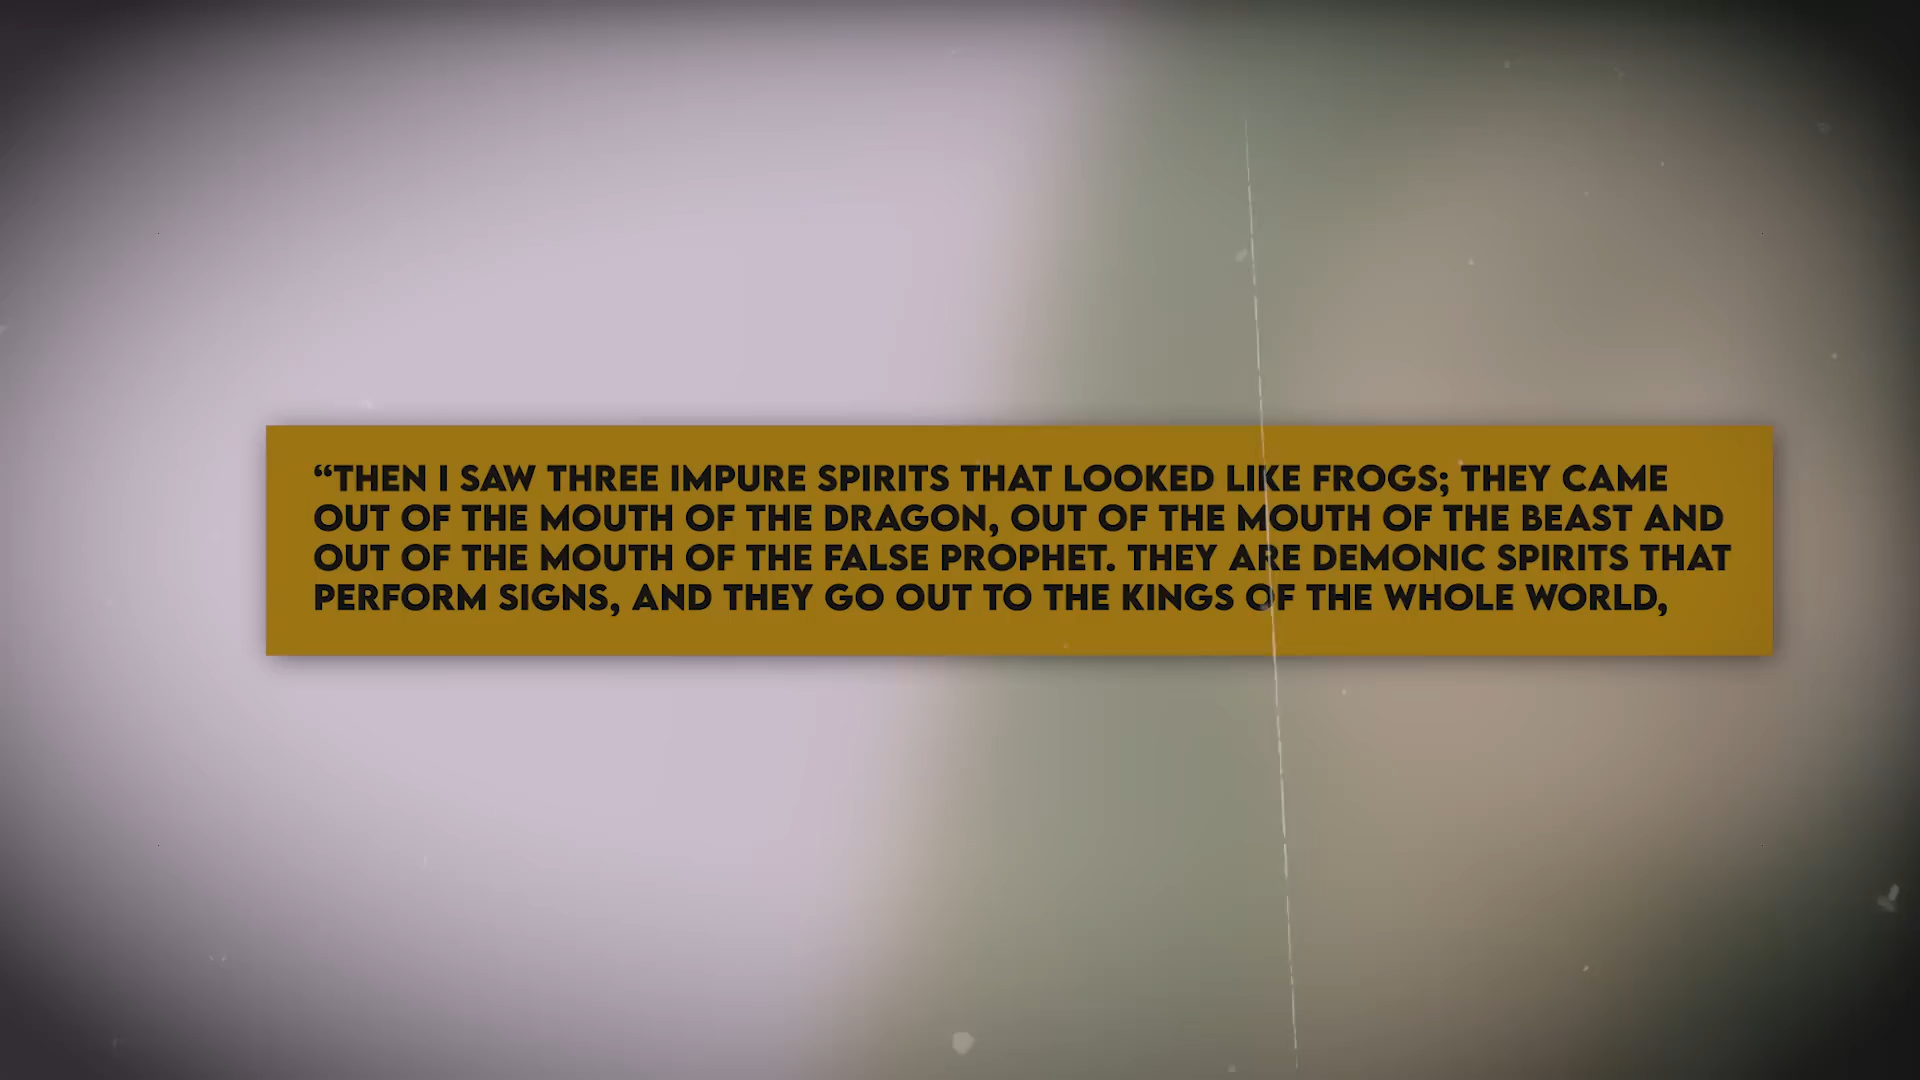 “THEN I SAW THREE IMPURE SPIRITS THAT LOOKED LIKE FROGS; THEY CAME
OUT OF THE MOUTH OF THE DRAGON, OUT OF THE MOUTH OF THE BEAST AND
OUT OF THE MOUTH OF THE FALSE PROPHET. THEY ARE DEMONIC SPIRITS THAT
PERFORM SIGNS, AND THEY GO OUT TO THE KINGS OF THE WHOLE WORLD,